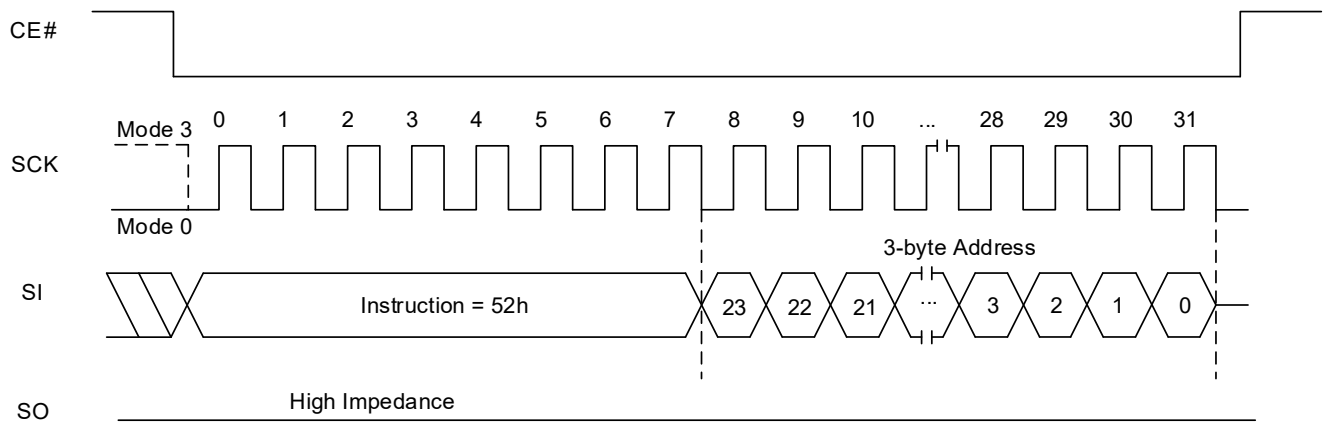 CE#
Mode 3
0 1 2 3 4 5 6 7 8 9 10 ... 28 29 30 31
SCK
Mode 0
3-byte Address
SI
Instruction = 52h
23 22 21 ... 3 2 1 0
High Impedance
SO